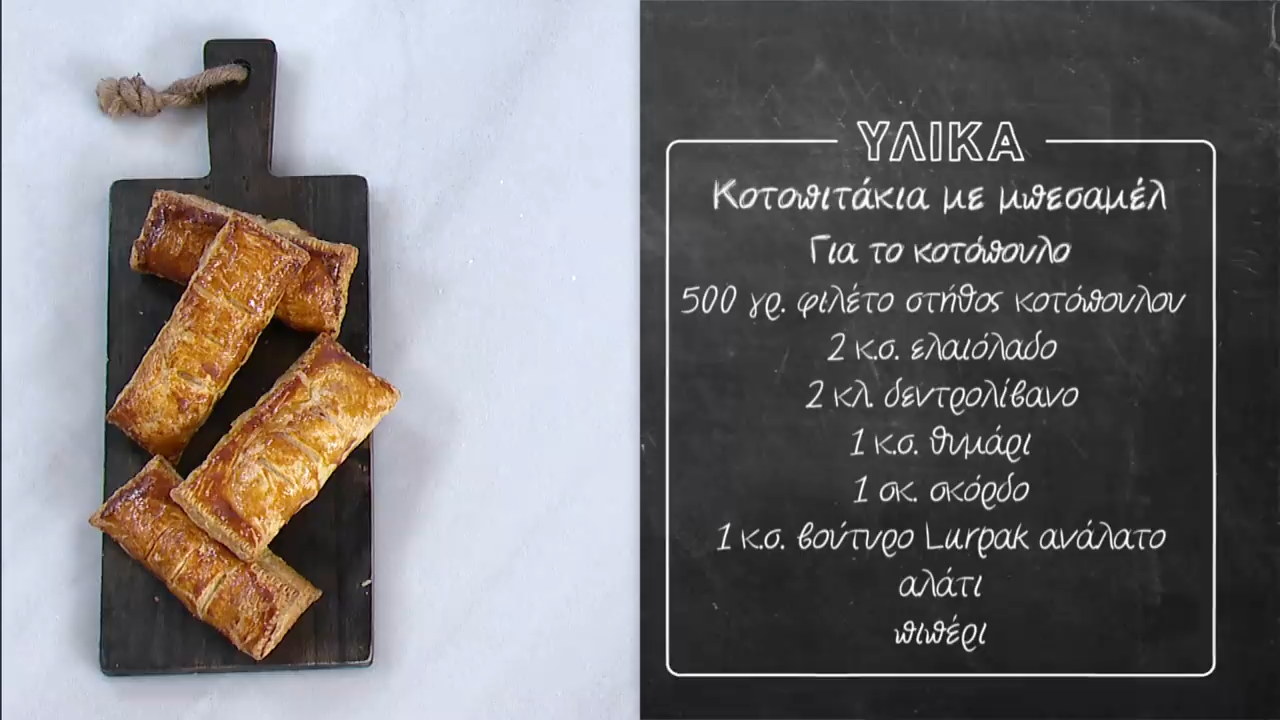 ΥΛΙΚΑ
Κοτοπιτάκια με μπεσαμέλ
Για το κοτόπουλο
500 γρ. φιλέτο στήθος κοτόπουλου
2 κ.σ. ελαιόλαδο
2 κλ. δεντρολίβανο
1 κ.σ. θυμάρι
1 σκ. σκόρδο
1 κ.σ. βούτυρο Lurpak ανάλατο
αλάτι
πιπέρι